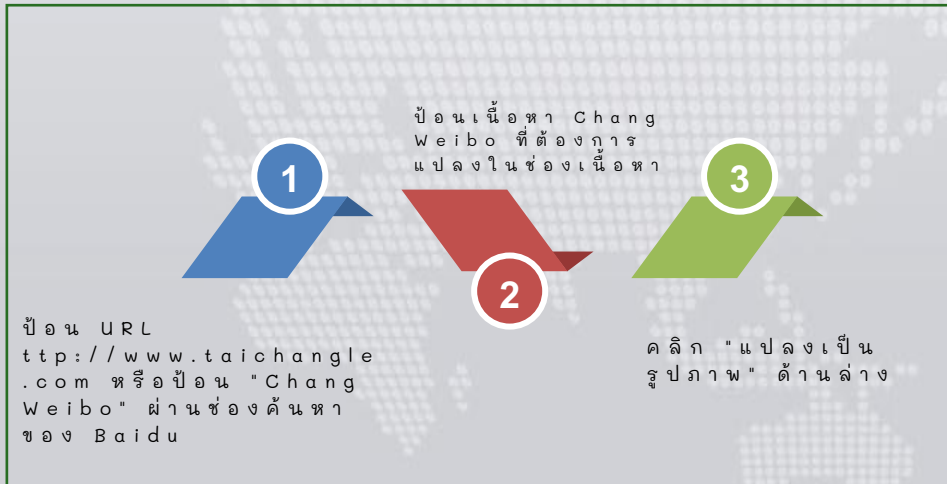 1
ป้อน URL
ttp://www.taichangle
.com หรือป้อน "Chang
Weibo" ผ่านช่องค้นหา
ของ Baidu
ป้อนเนื้อหา Chang
Weibo ที่ต้องการ
แปลงในช่องเนื้อหา
2
3
คลิก "แปลงเป็น
รูปภาพ" ด้านล่าง